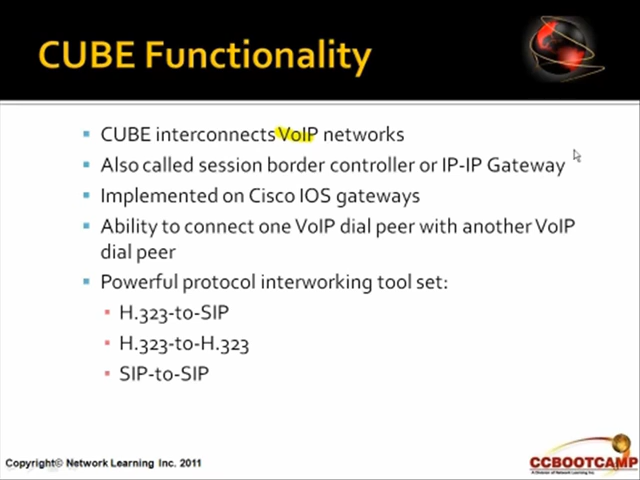 CUBE Functionality
CUBE interconnects VoIP networks
Also called session border controller or IP-IP Gateway
Implemented on Cisco IOS gateways
Ability to connect one VoIP dial peer with another VoIP
dial peer
Powerful protocol interworking tool set:
H.323-to-SIP
H.323-to-H.323
SIP-to-SIP
Copyright© Network Learning Inc. 2011
CCBOOTCAMP
A Division of Network Learning Inc.